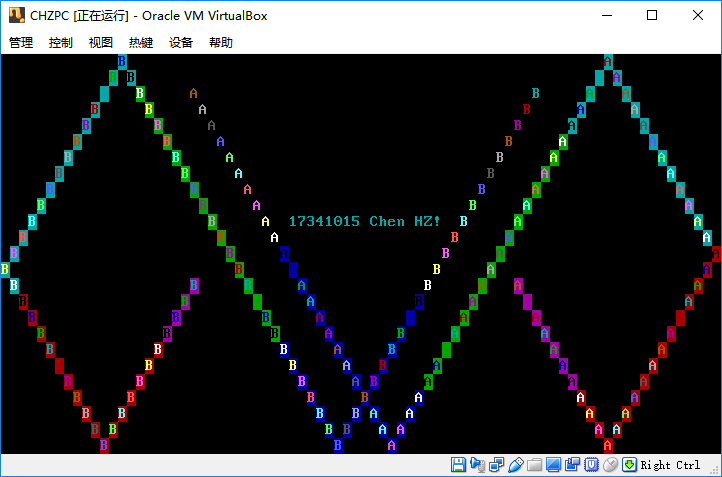 CHZPC [正在运行] - Oracle VM VirtualBox
管理 控制 视图 热键 设备 帮助
17341015 Chen HZ!
Right Ctrl